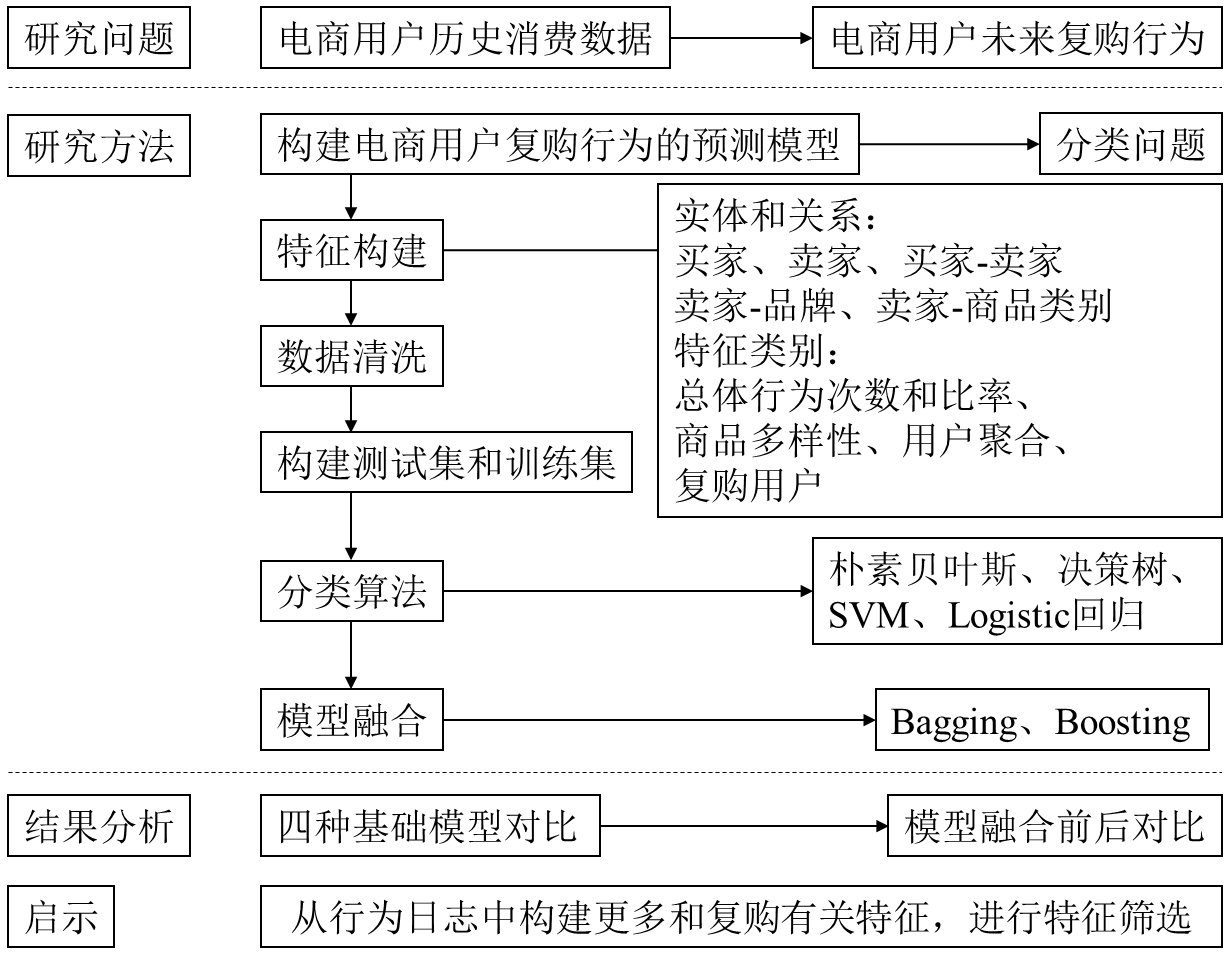 研究问题
电商用户历史消费数据
电商用户未来复购行为
研究方法
构建电商用户复购行为的预测模型
分类问题
特征构建
实体和关系：
买家、卖家、买家-卖家
卖家-品牌、卖家-商品类别
特征类别：
总体行为次数和比率、
商品多样性、用户聚合、
复购用户
数据清洗
构建测试集和训练集
分类算法
朴素贝叶斯、决策树、
SVM、Logistic回归
模型融合
Bagging、Boosting
结果分析
四种基础模型对比
模型融合前后对比
启示
从行为日志中构建更多和复购有关特征，进行特征筛选